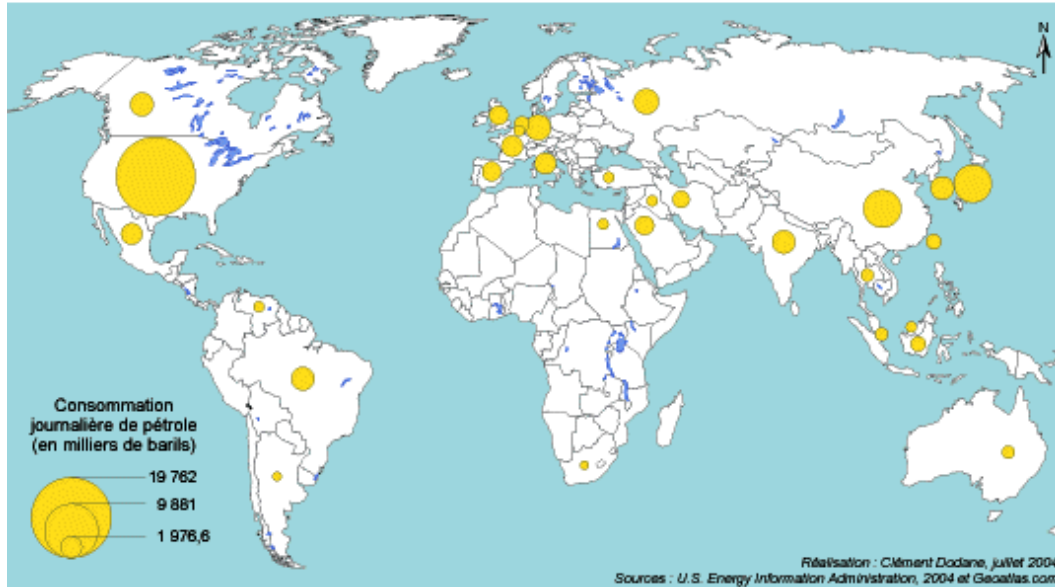 N
Consommation
journalière de pétrole
(en milliers de barils)
19 762
9 881
1 976,6
Réalisation : Clément Dodane, juillet 2004
Sources : U.S. Energy Information Administration, 2004 et Geoatlas.com